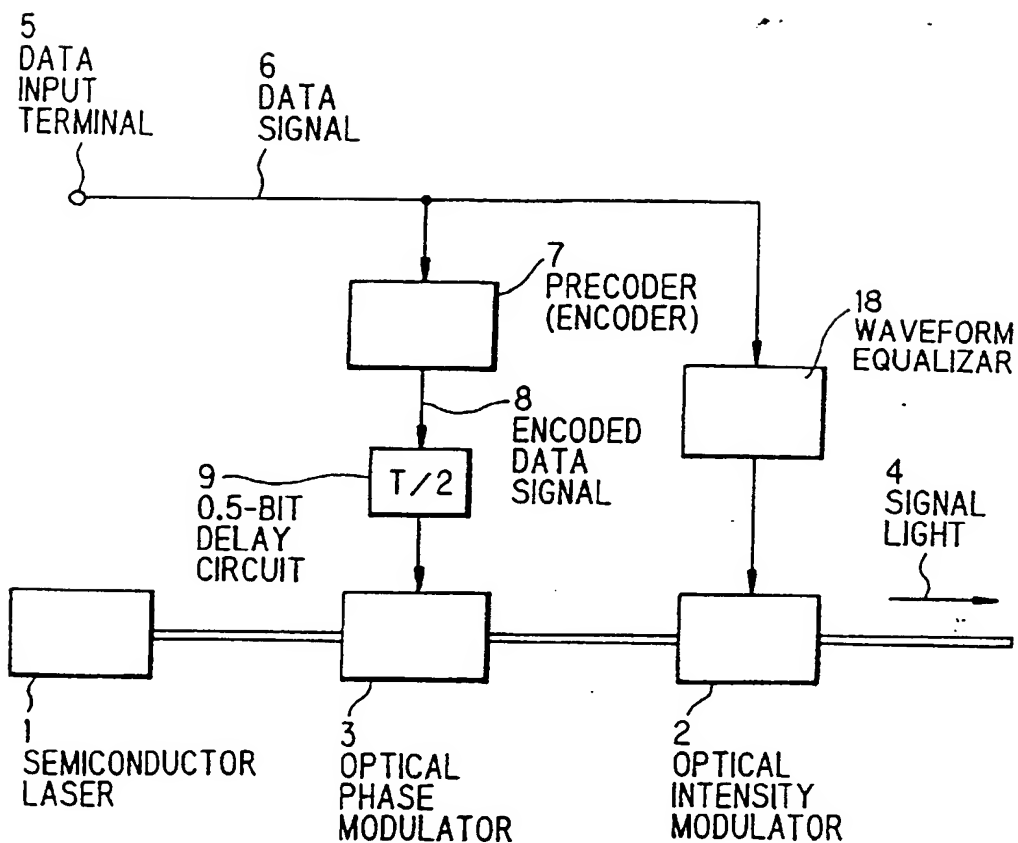 5
DATA
INPUT
TERMINAL
6
DATA
SIGNAL
7
PRECODER
(ENCODER)
18
WAVEFORM
EQUALIZAR
8
ENCODED
DATA
SIGNAL
9
0.5-BIT
DELAY
CIRCUIT
T/2
4
SIGNAL
LIGHT
1
SEMICONDUCTOR
LASER
3
OPTICAL
PHASE
MODULATOR
2
OPTICAL
INTENSITY
MODULATOR